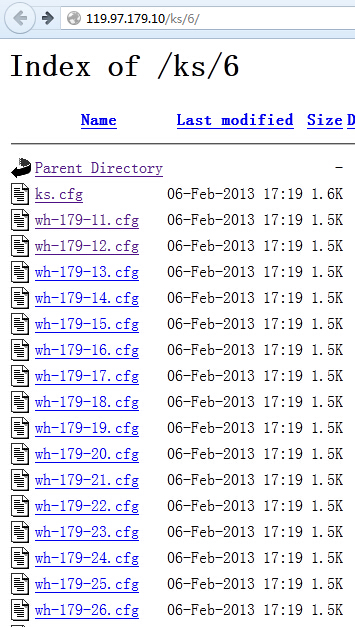 119.97.179.10/ks/6/
Index of /ks/6
Name Last modified Size D
Parent Directory -
ks.cfg 06-Feb-2013 17:19 1.6K
wh-179-11.cfg 06-Feb-2013 17:19 1.5K
wh-179-12.cfg 06-Feb-2013 17:19 1.5K
wh-179-13.cfg 06-Feb-2013 17:19 1.5K
wh-179-14.cfg 06-Feb-2013 17:19 1.5K
wh-179-15.cfg 06-Feb-2013 17:19 1.5K
wh-179-16.cfg 06-Feb-2013 17:19 1.5K
wh-179-17.cfg 06-Feb-2013 17:19 1.5K
wh-179-18.cfg 06-Feb-2013 17:19 1.5K
wh-179-19.cfg 06-Feb-2013 17:19 1.5K
wh-179-20.cfg 06-Feb-2013 17:19 1.5K
wh-179-21.cfg 06-Feb-2013 17:19 1.5K
wh-179-22.cfg 06-Feb-2013 17:19 1.5K
wh-179-23.cfg 06-Feb-2013 17:19 1.5K
wh-179-24.cfg 06-Feb-2013 17:19 1.5K
wh-179-25.cfg 06-Feb-2013 17:19 1.5K
wh-179-26.cfg 06-Feb-2013 17:19 1.5K